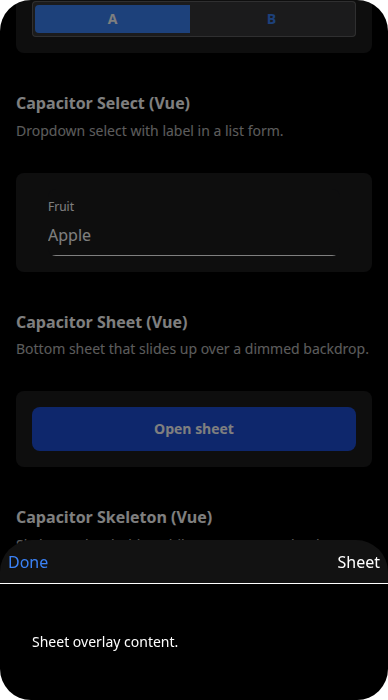 A
B
Capacitor Select (Vue)
Dropdown select with label in a list form.
Fruit
Apple
Capacitor Sheet (Vue)
Bottom sheet that slides up over a dimmed backdrop.
Open sheet
Capacitor Skeleton (Vue)
Done
Sheet
Sheet overlay content.